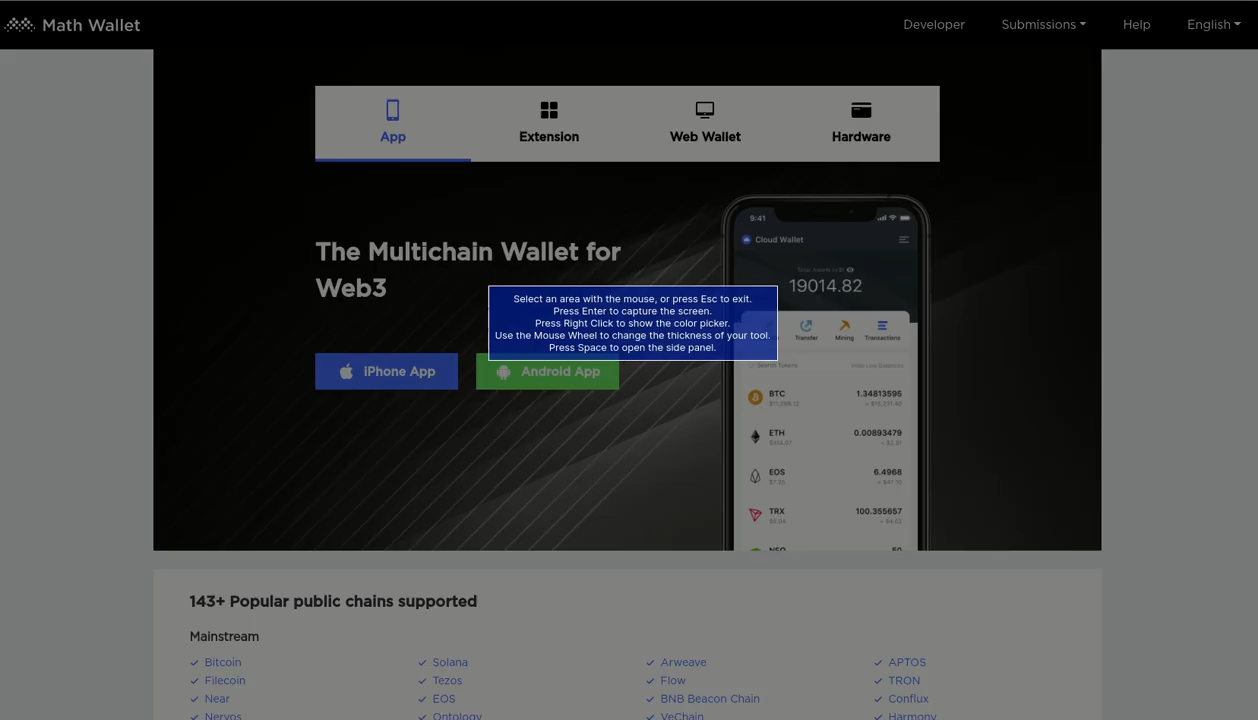 Math Wallet
Developer
Submissions
Help
English
App
Extension
Web Wallet
Hardware
The Multichain Wallet for
Web3
iPhone App
Android App
Select an area with the mouse, or press Esc to exit.
Press Enter to capture the screen.
Press Right Click to show the color picker.
Use the Mouse Wheel to change the thickness of your tool.
Press Space to open the side panel.
9:41
Cloud Wallet
19014.82
Transfer
Mining
Transactions
Search Tokens
BTC
1.34813595
ETH
0.00893479
EOS
6.4968
$7.25
TRX
100.355657
50
143+ Popular public chains supported
Mainstream
Bitcoin
Solana
Arweave
APTOS
Filecoin
Tezos
Flow
TRON
Near
EOS
BNB Beacon Chain
Conflux
Nervos
Ontology
VeChain
Harmony